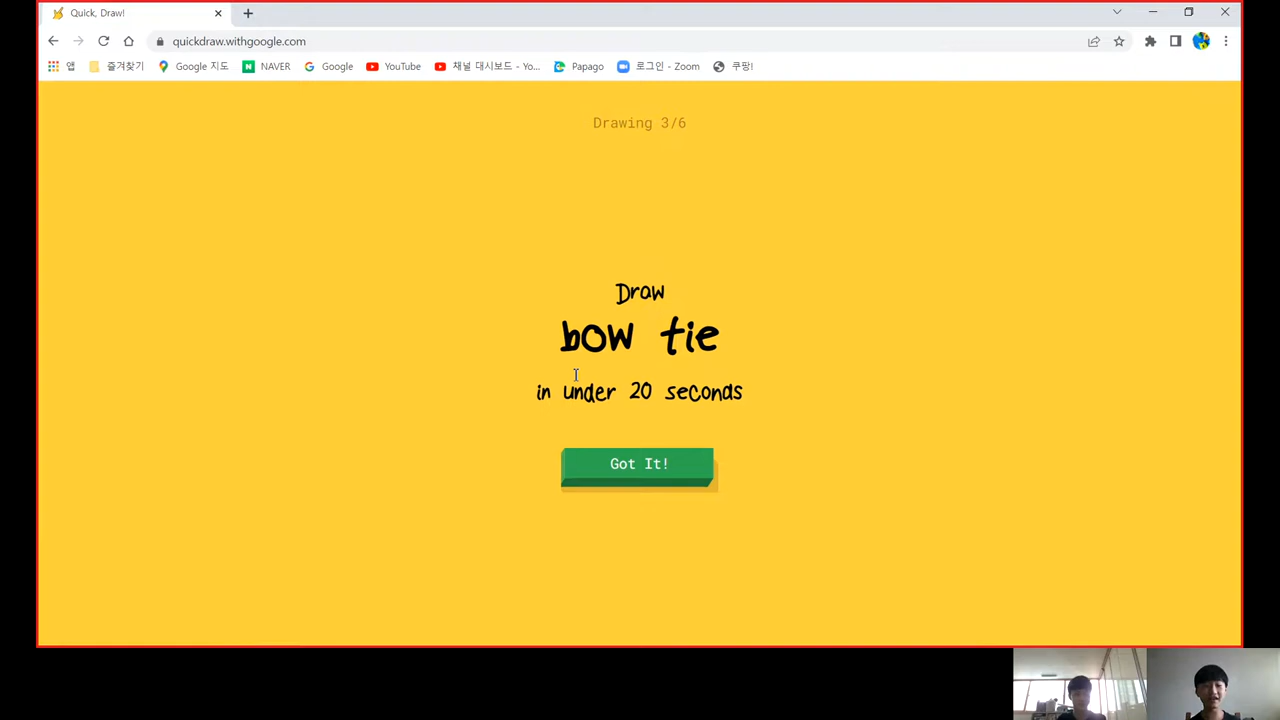 Quick, Draw!
quickdraw.withgoogle.com
앱 즐겨찾기 Google 지도 NAVER Google YouTube 채널 대시보드 - Yo... Papago 로그인 - Zoom 쿠팡!
Drawing 3/6
Draw
bow tie
in under 20 seconds
Got It!